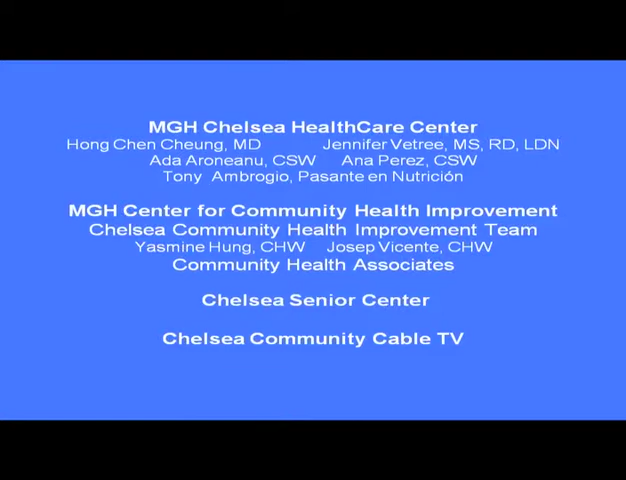 MGH Chelsea HealthCare Center
Hong Chen Cheung, MD Jennifer Vetree, MS, RD, LDN
Ada Aroneanu, CSW Ana Perez, CSW
Tony Ambrogio, Pasante en Nutrición
MGH Center for Community Health Improvement
Chelsea Community Health Improvement Team
Yasmine Hung, CHW Josep Vicente, CHW
Community Health Associates
Chelsea Senior Center
Chelsea Community Cable TV